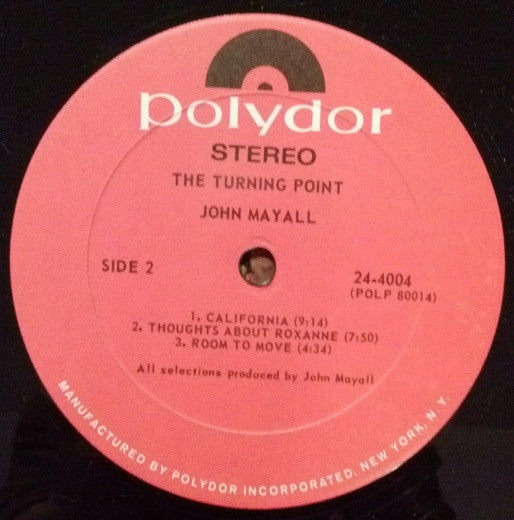 polydor
STEREO
THE TURNING POINT
JOHN MAYALL
SIDE 2
24-4004
(POLP 80014)
1. CALIFORNIA (9:14)
2. THOUGHTS ABOUT ROXANNE (7:50)
3. ROOM TO MOVE (4:34)
All selections produced by John Mayall
MANUFACTURED BY POLYDOR INCORPORATED, NEW YORK, N.Y.